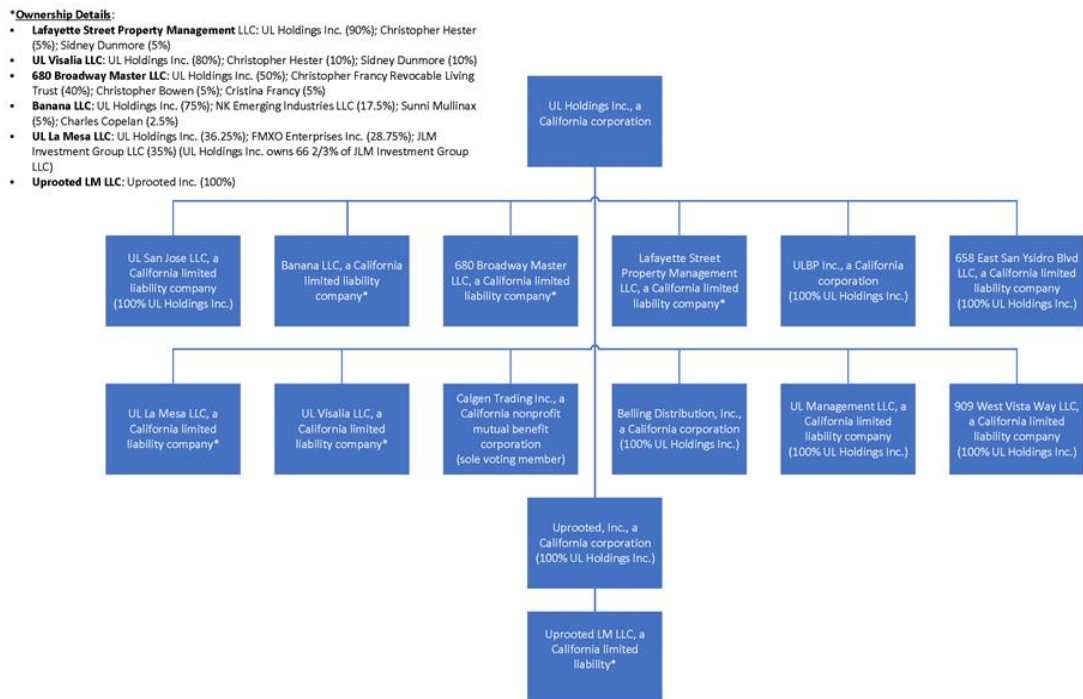 *Ownership Details:
▪ Lafayette Street Property Management LLC: UL Holdings Inc. (90%); Christopher Hester
(5%); Sidney Dunmore (5%)
▪ UL Visalia LLC: UL Holdings Inc. (80%); Christopher Hester (10%); Sidney Dunmore (10%)
▪ 680 Broadway Master LLC: UL Holdings Inc. (50%); Christopher Francy Revocable Living
Trust (40%); Christopher Bowen (5%); Cristina Francy (5%)
▪ Banana LLC: UL Holdings Inc. (75%); NK Emerging Industries LLC (17.5%); Sunni Mullinax
(5%); Charles Copelan (2.5%)
▪ UL La Mesa LLC: UL Holdings Inc. (36.25%); FMXO Enterprises Inc. (28.75%); JLM
Investment Group LLC (35%) (UL Holdings Inc. owns 66 2/3% of JLM Investment Group
LLC)
▪ Uprooted LM LLC: Uprooted Inc. (100%)
UL Holdings Inc., a
California corporation
UL San Jose LLC, a
California limited
liability company
(100% UL Holdings Inc.)
Banana LLC, a California
limited liability
company*
680 Broadway Master
LLC, a California limited
liability company*
Lafayette Street
Property Management
LLC, a California limited
liability company*
ULBP Inc., a California
corporation
(100% UL Holdings Inc.)
658 East San Ysidro Blvd
LLC, a California limited
liability company
(100% UL Holdings Inc.)
UL La Mesa LLC, a
California limited
liability company*
UL Visalia LLC, a
California limited
liability company*
Calgen Trading Inc., a
California nonprofit
mutual benefit
corporation
(sole voting member)
Belling Distribution, Inc.,
a California corporation
(100% UL Holdings Inc.)
UL Management LLC, a
California limited
liability company
(100% UL Holdings Inc.)
909 West Vista Way LLC,
a California limited
liability company
(100% UL Holdings Inc.)
Uprooted, Inc., a
California corporation
(100% UL Holdings Inc.)
Uprooted LM LLC, a
California limited
liability*